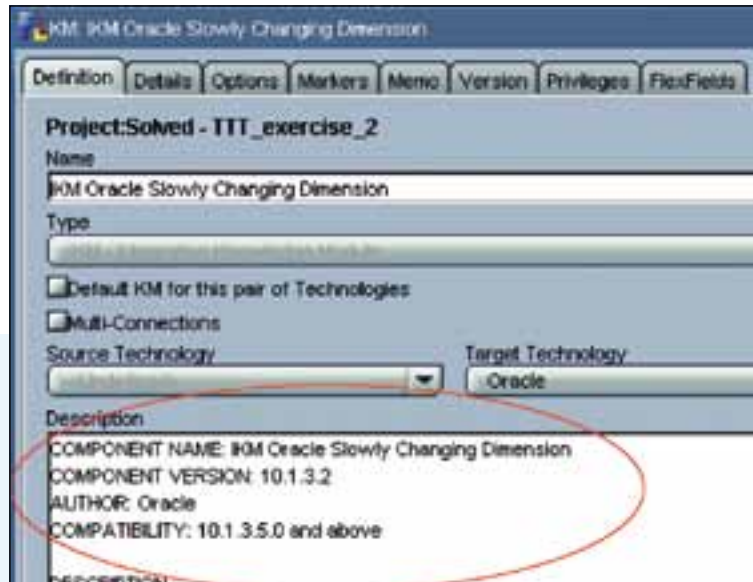 KM: IKM Oracle Slowly Changing Dimension
Definition Details Options Markers Memo Version Privileges FlexFields
Project:Solved - TTT_exercise_2
Name
IKM Oracle Slowly Changing Dimension
Type
Default KM for this pair of Technologies
Multi-Connections
Source Technology Target Technology
Oracle
Description
COMPONENT NAME: IKM Oracle Slowly Changing Dimension
COMPONENT VERSION: 10.1.3.2
AUTHOR: Oracle
COMPATIBILITY: 10.1.3.5.0 and above
DESCRIPTION